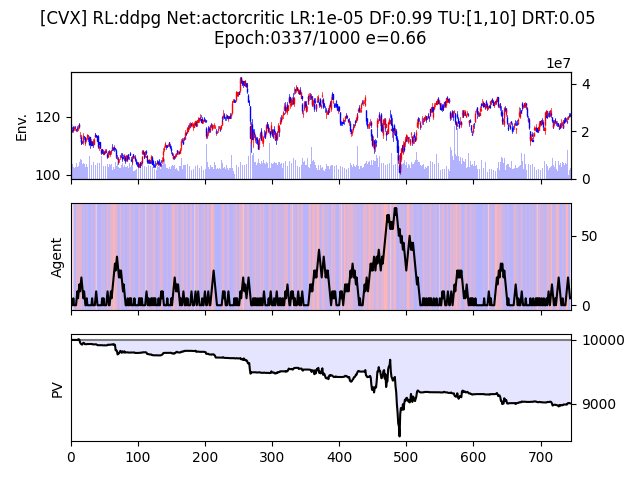 [CVX] RL:ddpg Net:actorcritic LR:1e-05 DF:0.99 TU:[1,10] DRT:0.05
Epoch:0337/1000 e=0.66
1e7
Env.
120
100
4
2
0
Agent
50
0
PV
10000
9000
0 100 200 300 400 500 600 700